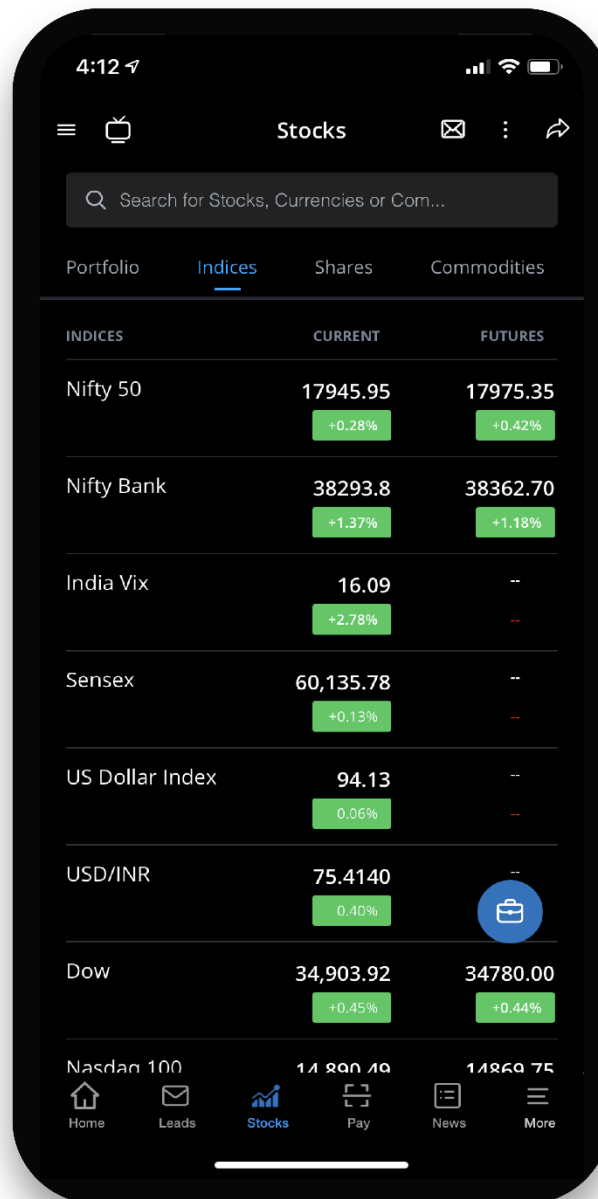 4:12
Stocks
Search for Stocks, Currencies or Com...
Portfolio Indices Shares Commodities
INDICES CURRENT FUTURES
Nifty 50 17945.95 17975.35
+0.28% +0.42%
Nifty Bank 38293.8 38362.70
+1.37% +1.18%
India Vix 16.09 --
+2.78% --
Sensex 60,135.78 --
+0.13% --
US Dollar Index 94.13 --
0.06% --
USD/INR 75.4140 --
0.40%
Dow 34,903.92 34780.00
+0.45% +0.44%
Nasdaq 100 14,890.49 14869.75
Home Leads Stocks Pay News More